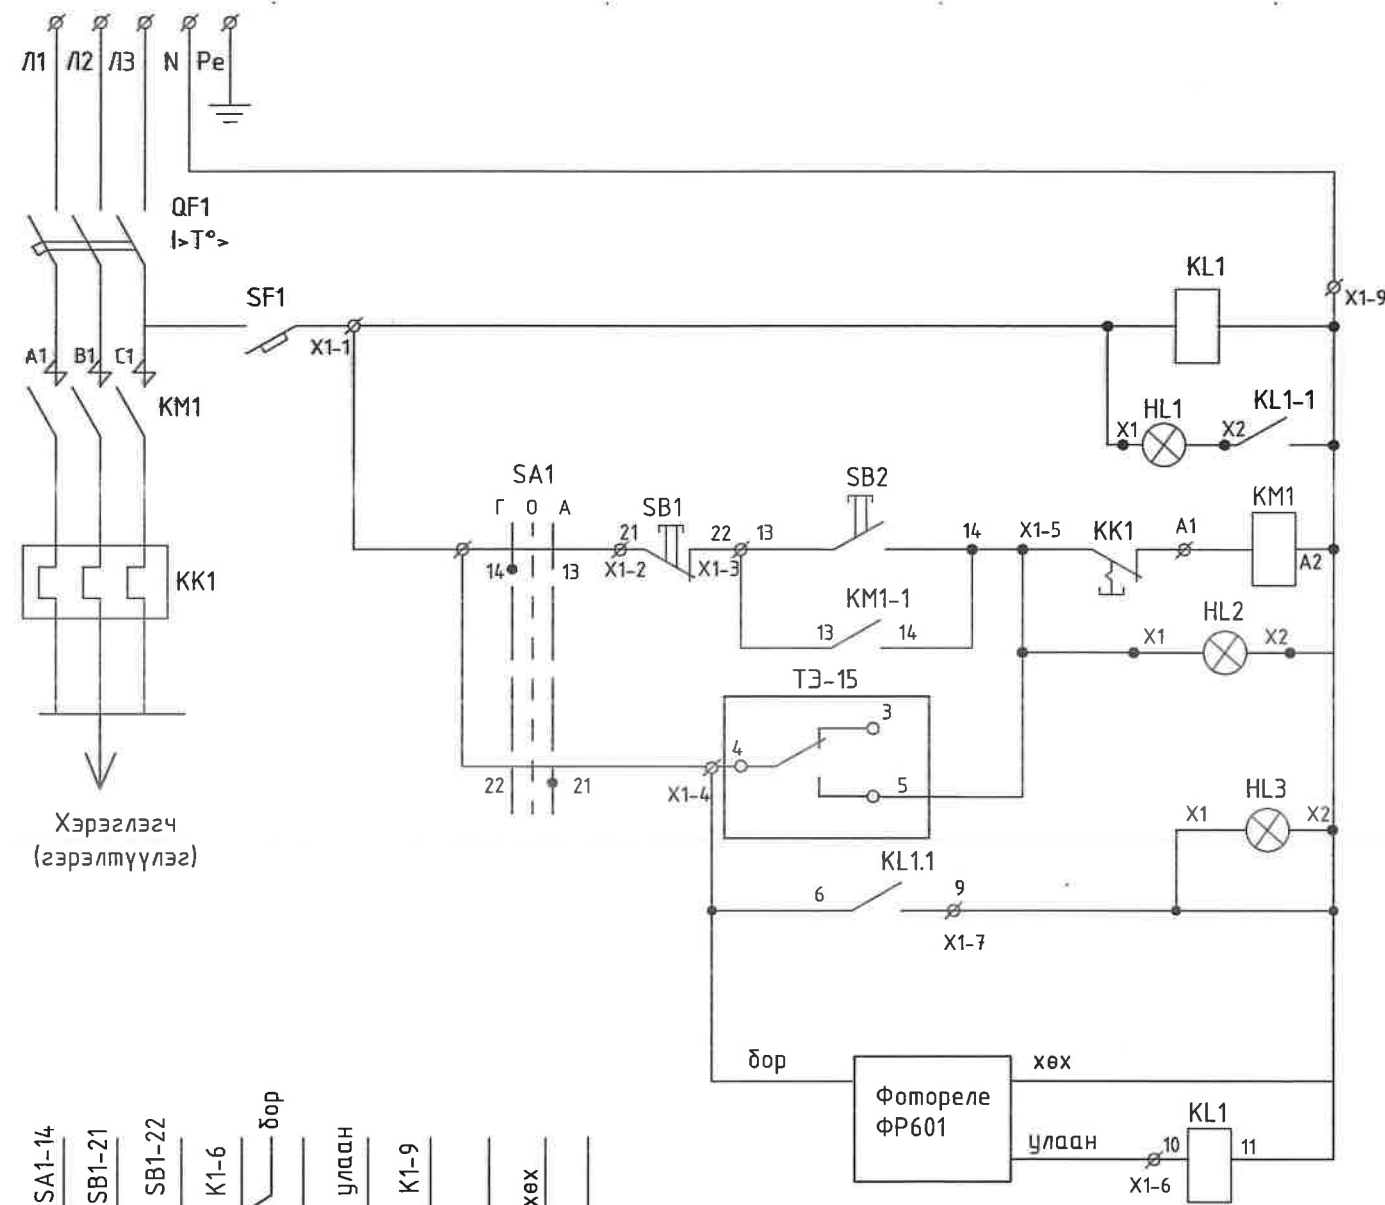 Л1 Л2 Л3 N Pe
QF1
I>T°>
KL1
SF1
X1-9
X1-1
A1 B1 C1
KM1
HL1 KL1-1
X1 X2
SA1
SB2
Г О А
SB1
KM1
21 22 13 14 X1-5 KK1 A1
14 13 X1-2 X1-3 A2
KK1
KM1-1
13 14
HL2
X1 X2
ТЭ-15
3
4
22 21 X1-4 5
HL3
X1 X2
Хэрэглэгч
(гэрэлтүүлэг)
KL1.1
6 9
X1-7
бор хөх
Фотореле
ФР601
KL1
улаан 10 11
X1-6
SA1-14
SB1-21
SB1-22
K1-6
бор
улаан
K1-9
хөх